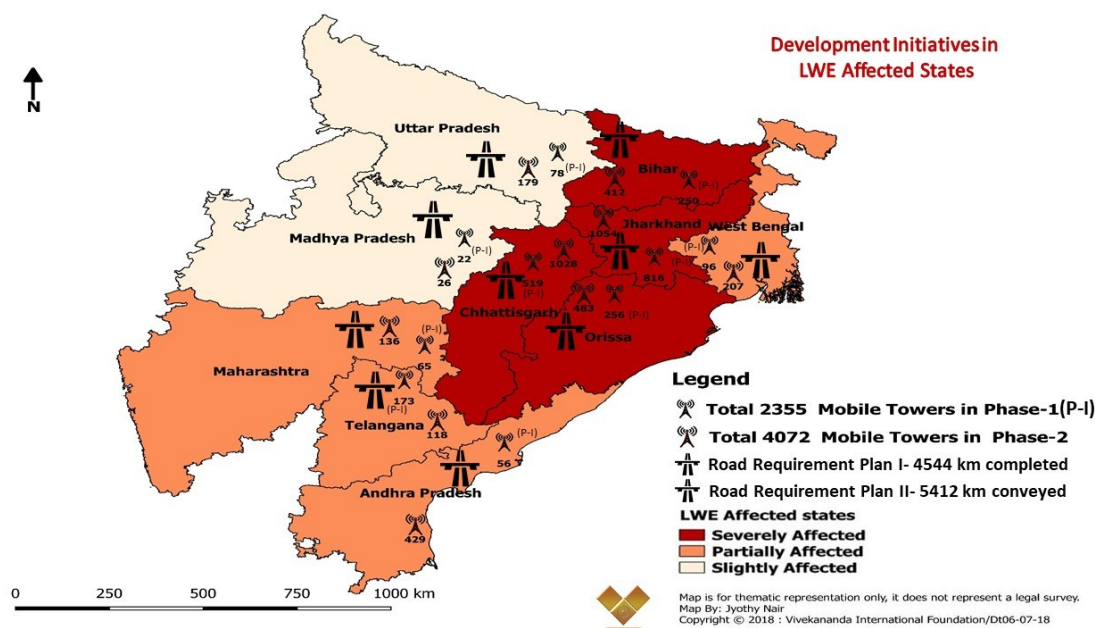 Development Initiatives in
LWE Affected States
N
Uttar Pradesh
179
78 (P-I)
Bihar
412
250 (P-I)
Madhya Pradesh
22 (P-I)
26
Jharkhand
1054
816 (P-I)
West Bengal
(P-I) 96
207
1028
519
(P-I)
Chhattisgarh
483
256 (P-I)
Orissa
136
(P-I)
65
Maharashtra
173
(P-I)
Telangana
118
(P-I)
56
Andhra Pradesh
429
Legend
Total 2355 Mobile Towers in Phase-1(P-I)
Total 4072 Mobile Towers in Phase-2
Road Requirement Plan I- 4544 km completed
Road Requirement Plan II- 5412 km conveyed
LWE Affected states
Severely Affected
Partially Affected
Slightly Affected
0 250 500 750 1000 km
Map is for thematic representation only, it does not represent a legal survey.
Map By: Jyothy Nair
Copyright © 2018 : Vivekananda International Foundation/Dt06-07-18